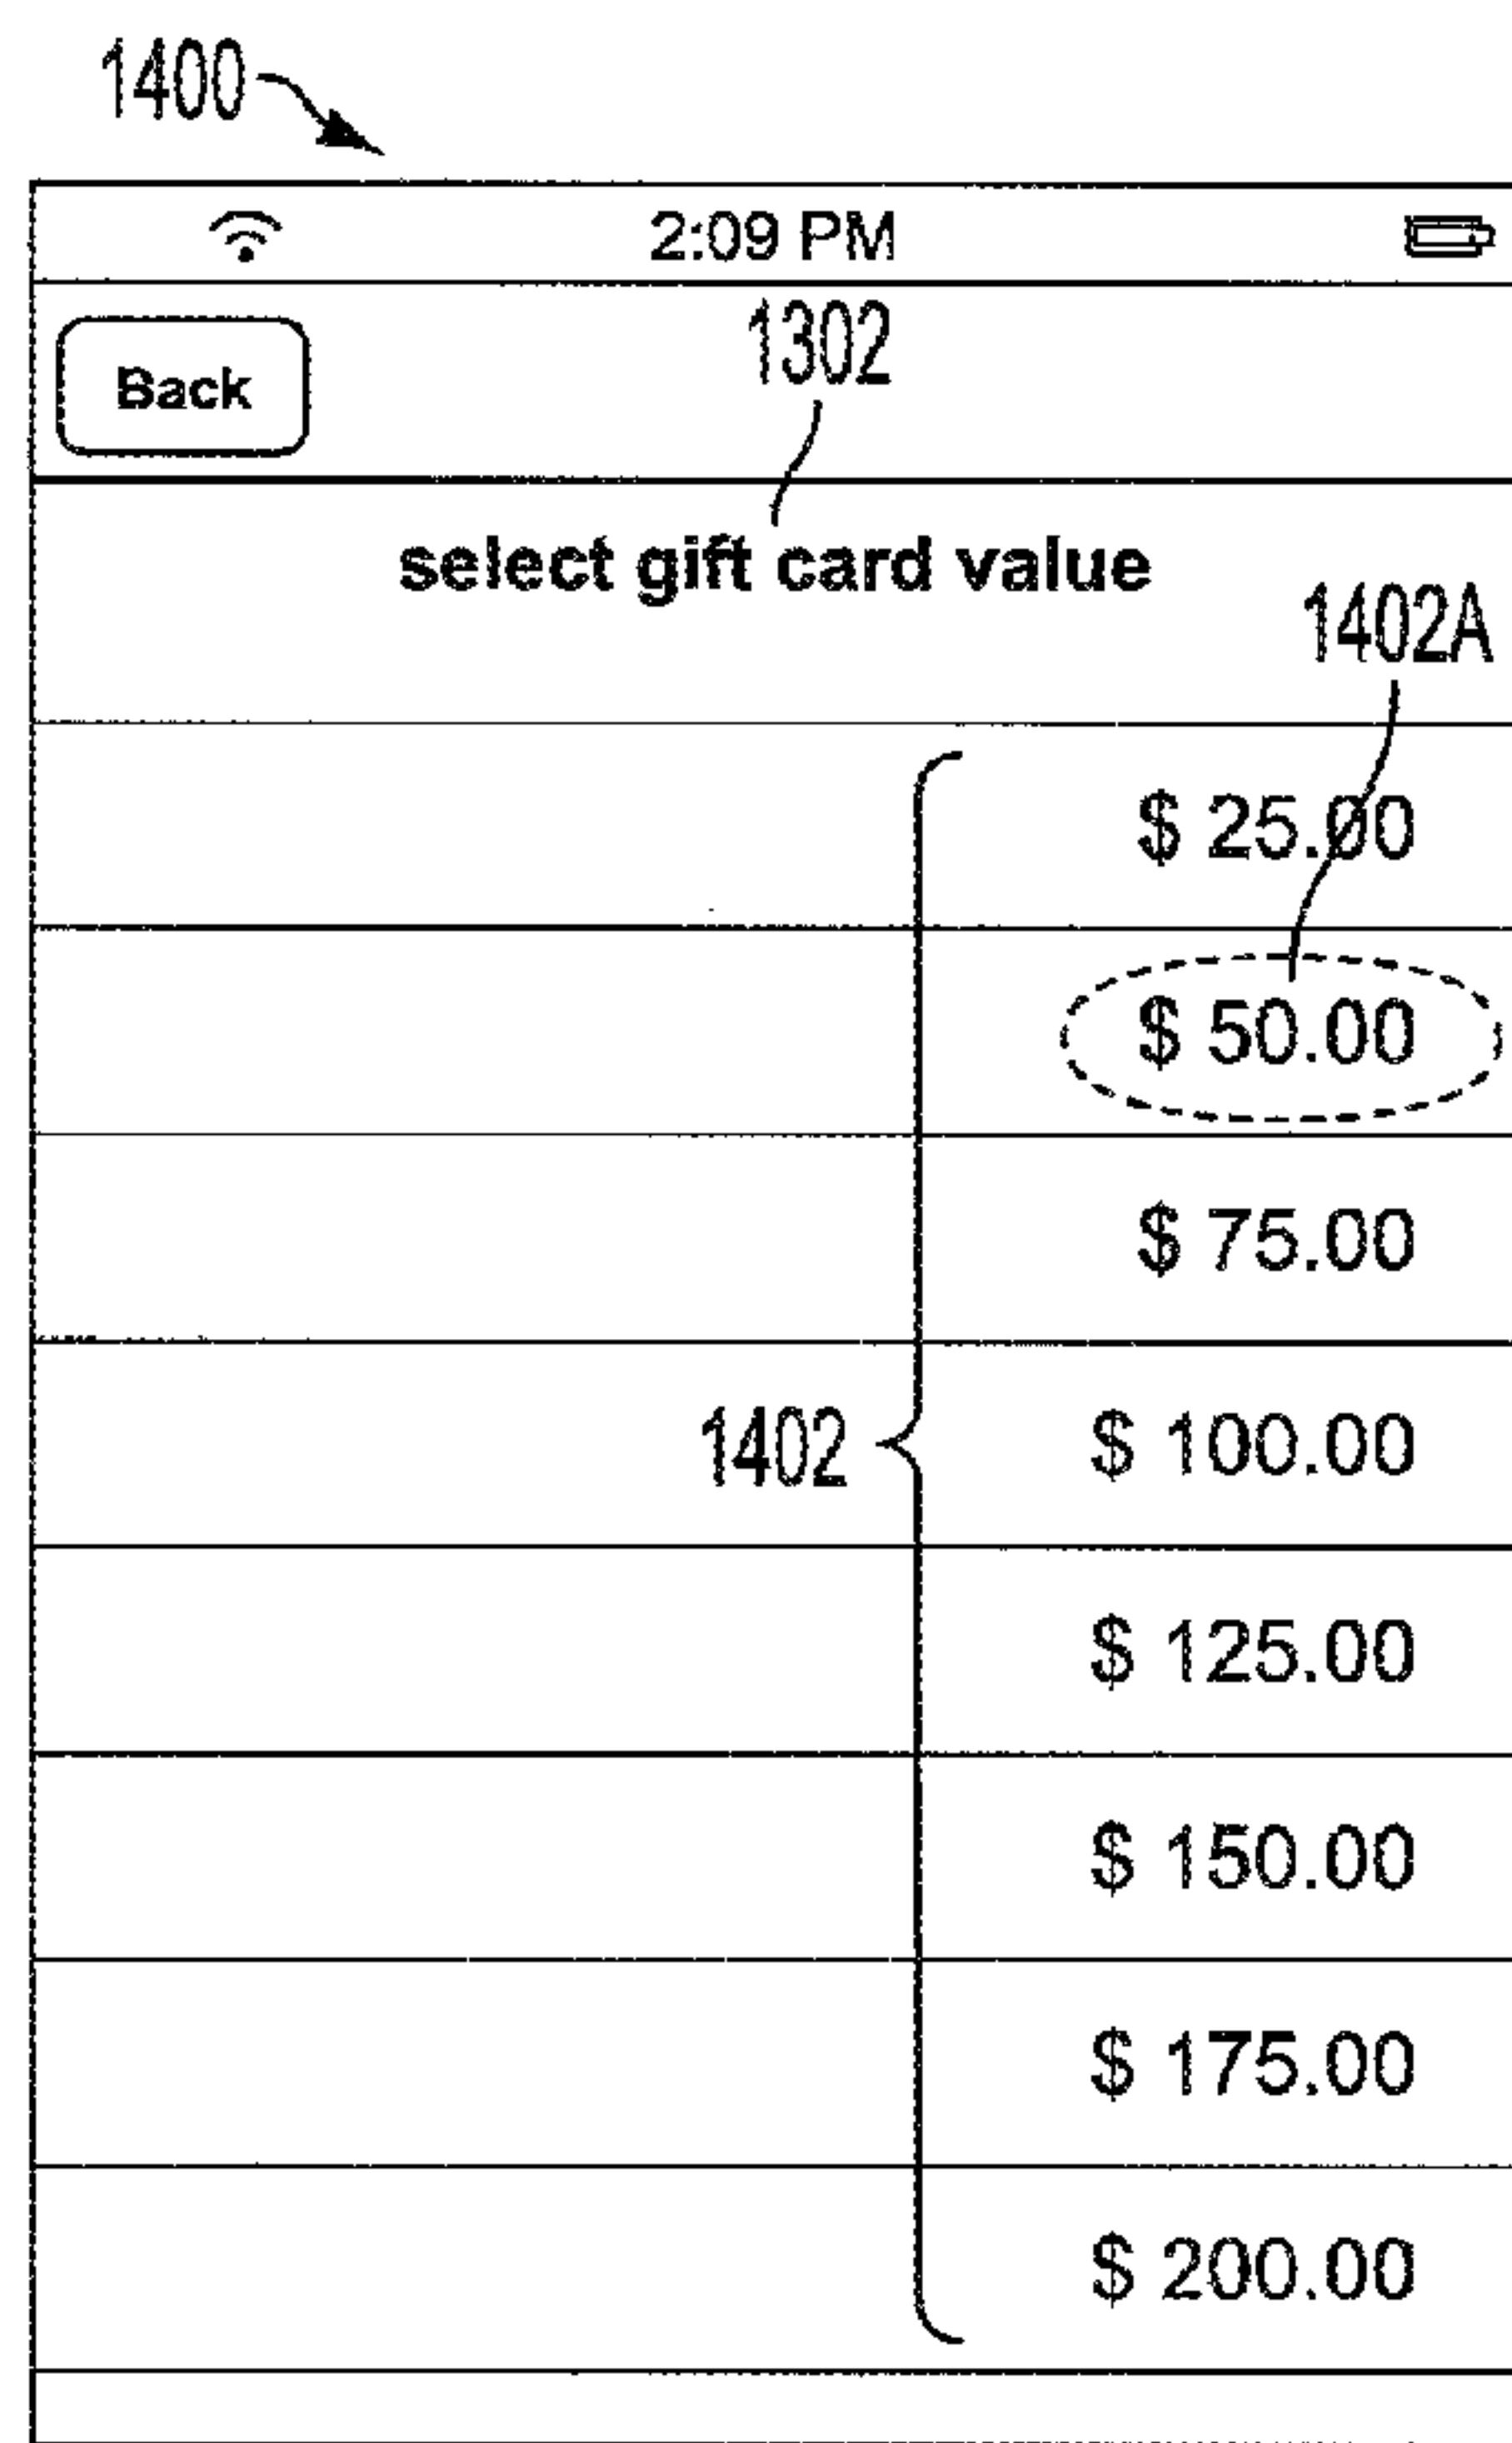 1400
2:09 PM
Back
1302
select gift card value
1402A
$ 25.00
$ 50.00
$ 75.00
1402
$ 100.00
$ 125.00
$ 150.00
$ 175.00
$ 200.00